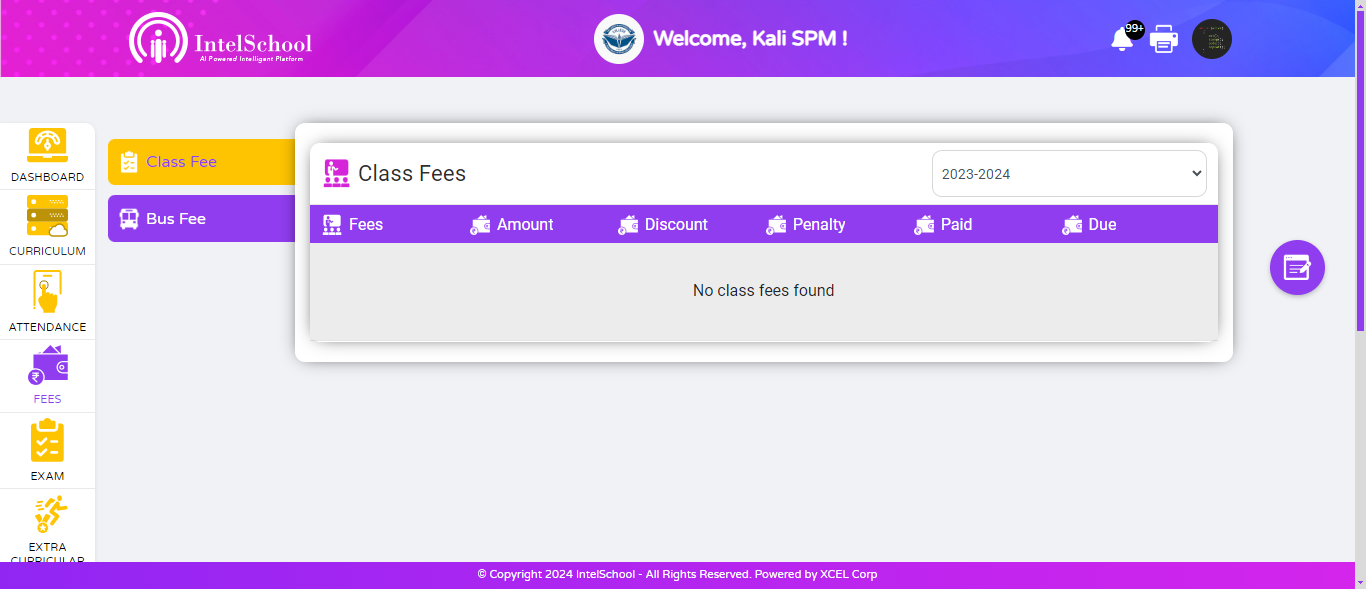 IntelSchool
AI Powered Intelligent Platform
Welcome, Kali SPM !
99+
DASHBOARD
CURRICULUM
ATTENDANCE
FEES
EXAM
EXTRA
CURRICULAR
Class Fee
Bus Fee
Class Fees
2023-2024
Fees Amount Discount Penalty Paid Due
No class fees found
© Copyright 2024 IntelSchool - All Rights Reserved. Powered by XCEL Corp